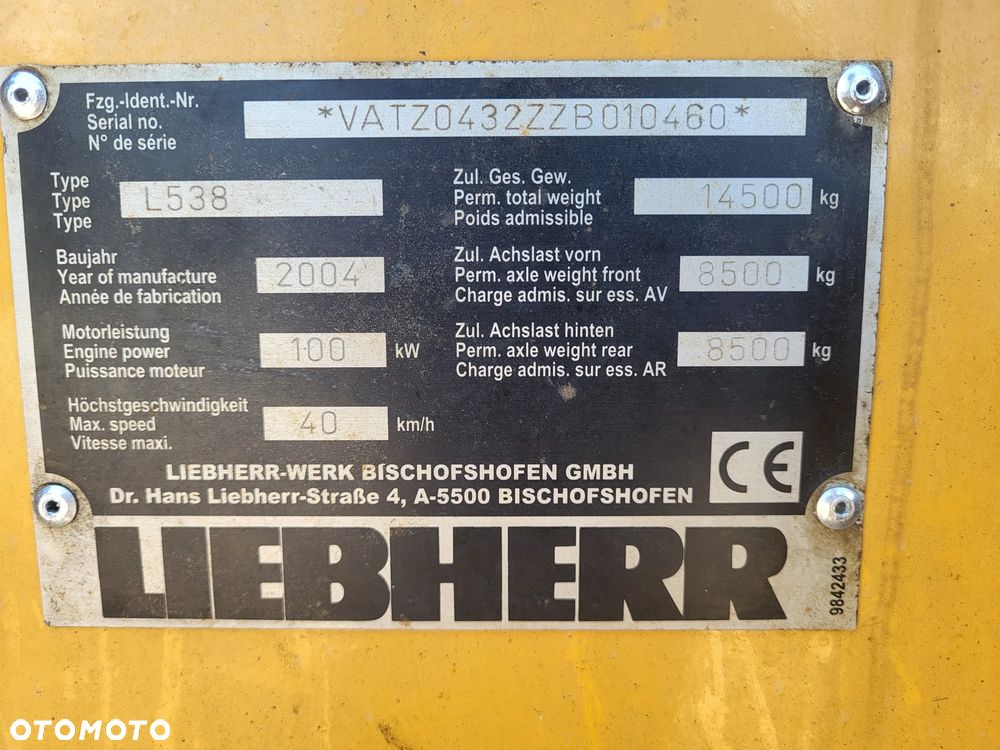 Fzg.-Ident.-Nr.
Serial no.
N° de série
*VATZ0432ZZB010460*
Type
Type
Type
L538
Zul. Ges. Gew.
Perm. total weight
Poids admissible
14500 kg
Baujahr
Year of manufacture
Année de fabrication
2004
Zul. Achslast vorn
Perm. axle weight front
Charge admis. sur ess. AV
8500 kg
Motorleistung
Engine power
Puissance moteur
100 kW
Zul. Achslast hinten
Perm. axle weight rear
Charge admis. sur ess. AR
8500 kg
Höchstgeschwindigkeit
Max. speed
Vitesse maxi.
40 km/h
CE
LIEBHERR-WERK BISCHOFSHOFEN GMBH
Dr. Hans Liebherr-Straße 4, A-5500 BISCHOFSHOFEN
LIEBHERR
9842433
OTOMOTO